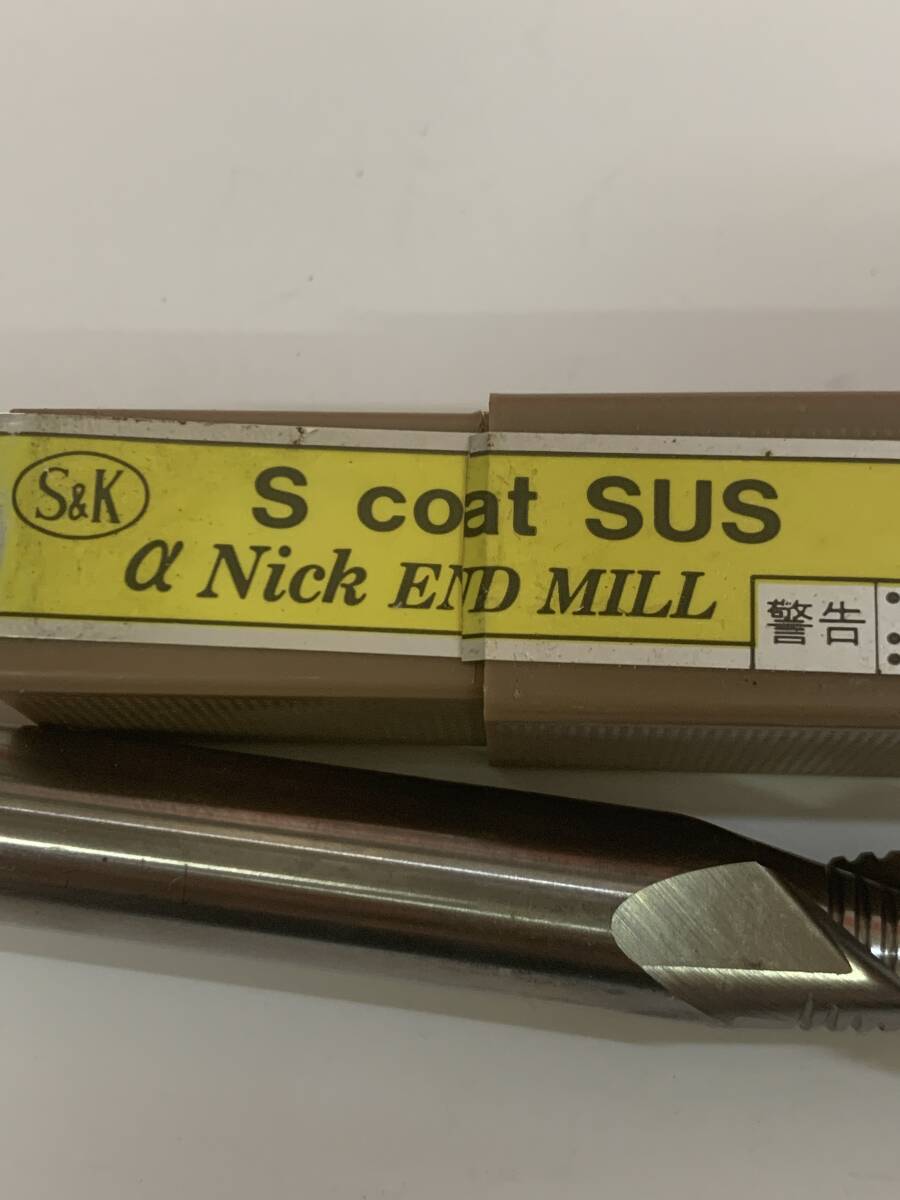 S&K
S coat SUS
α Nick END MILL
警告